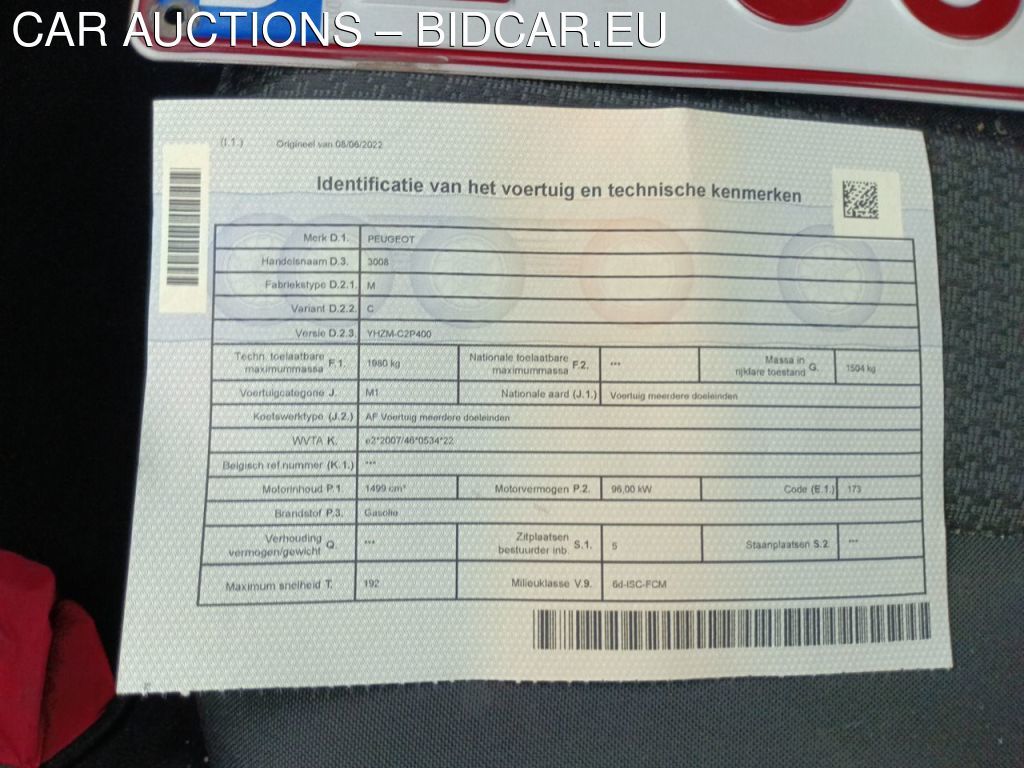 CAR AUCTIONS – BIDCAR.EU
(I.1.) Origineel van 08/06/2022
Identificatie van het voertuig en technische kenmerken
Merk D.1. PEUGEOT
Handelsnaam D.3. 3008
Fabriekstype D.2.1. M
Variant D.2.2. C
Versie D.2.3. YHZM-C2P400
Techn. toelaatbare maximummassa F.1. 1980 kg Nationale toelaatbare maximummassa F.2. --- Massa in rijklare toestand G. 1504 kg
Voertuigcategorie J. M1 Nationale aard (J.1.) Voertuig meerdere doeleinden
Koetswerktype (J.2.) AF Voertuig meerdere doeleinden
WVTA K. e2*2007/46*0534*22
Belgisch ref.nummer (K.1.) ---
Motorinhoud P.1. 1499 cm³ Motorvermogen P.2. 96,00 kW Code (E.1.) 173
Brandstof P.3. Gasolie
Verhouding vermogen/gewicht Q. --- Zitplaatsen bestuurder inb. S.1. 5 Staanplaatsen S.2. ---
Maximum snelheid T. 192 Milieuklasse V.9. 6d-ISC-FCM